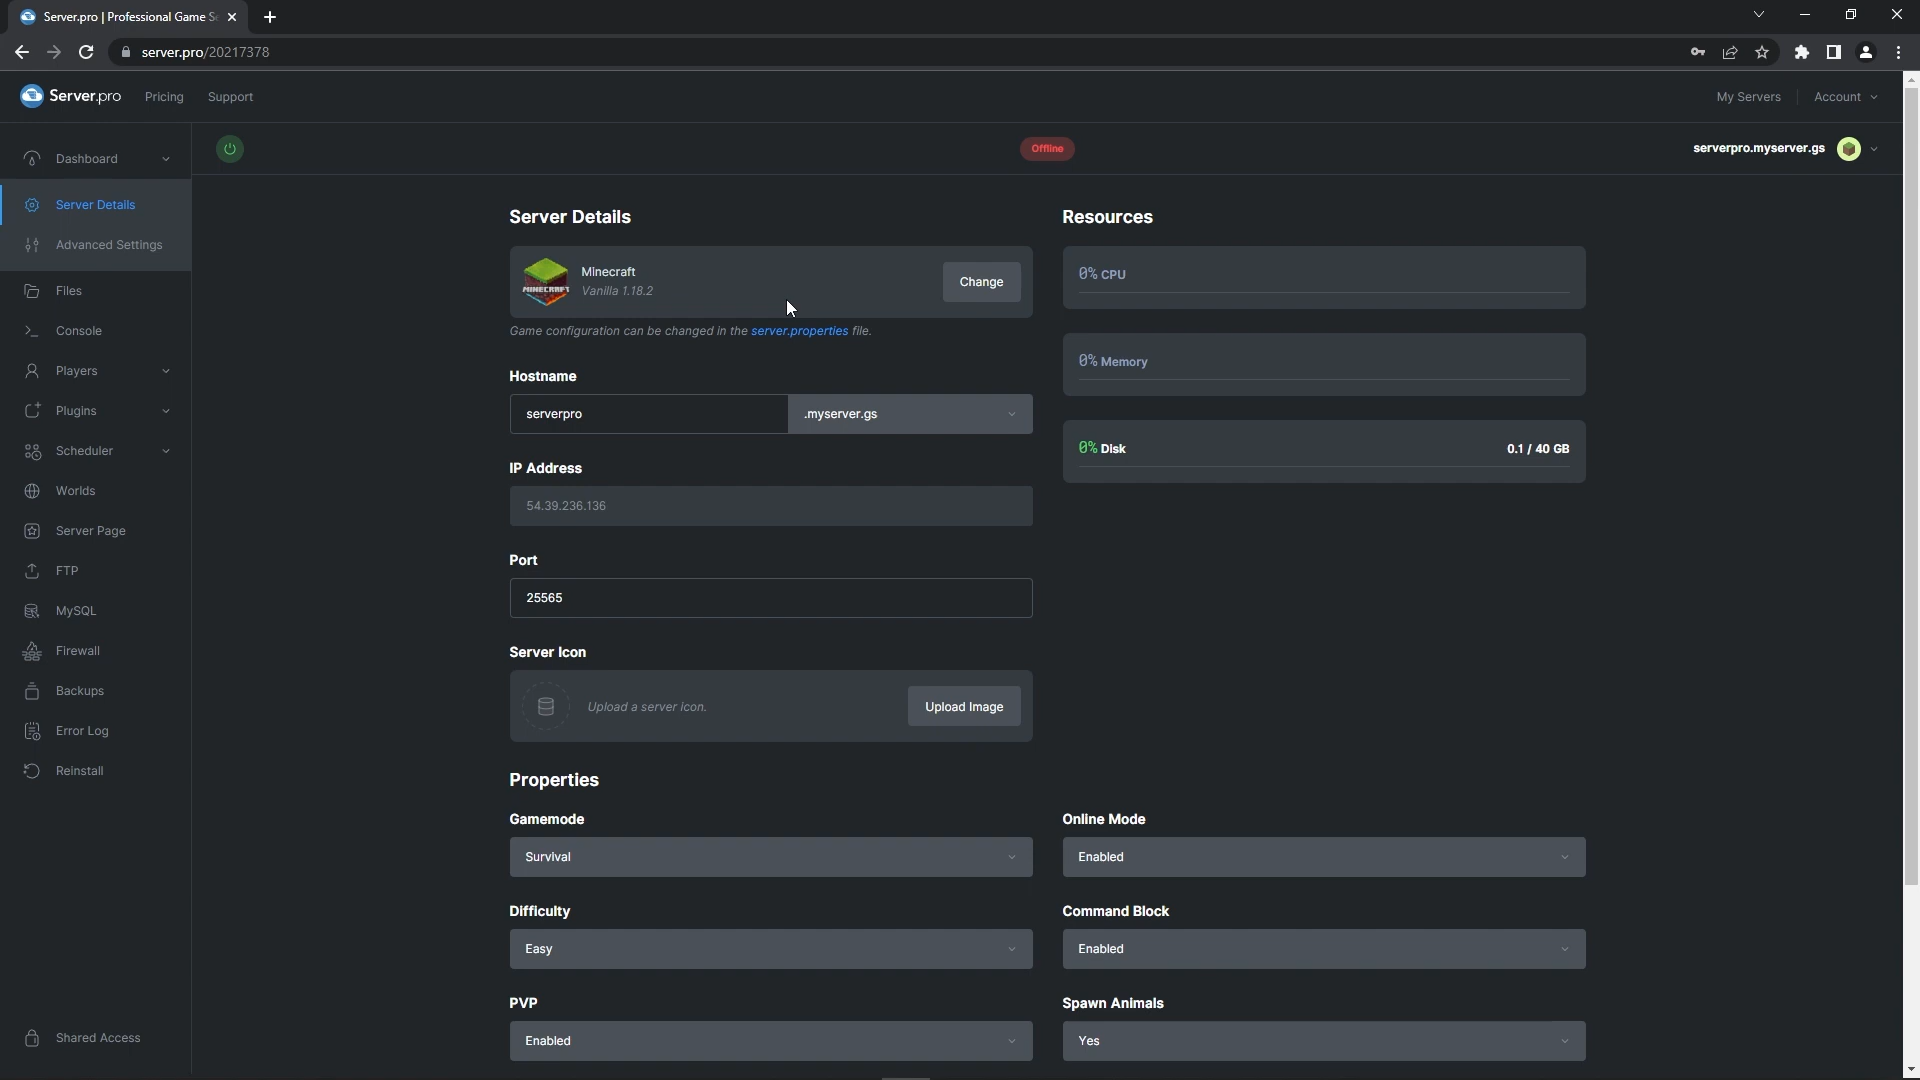 Server.pro | Professional Game S
server.pro/20217378
Server.pro
Pricing
Support
My Servers
Account
Dashboard
Offline
serverpro.myserver.gs
Server Details
Advanced Settings
Files
Console
Players
Plugins
Scheduler
Worlds
Server Page
FTP
MySQL
Firewall
Backups
Error Log
Reinstall
Shared Access
Server Details
MINECRAFT
Minecraft
Vanilla 1.18.2
Change
Game configuration can be changed in the server.properties file.
Hostname
serverpro
.myserver.gs
IP Address
54.39.236.136
Port
25565
Server Icon
Upload a server icon.
Upload Image
Resources
0% CPU
0% Memory
0% Disk
0.1 / 40 GB
Properties
Gamemode
Survival
Online Mode
Enabled
Difficulty
Easy
Command Block
Enabled
PVP
Enabled
Spawn Animals
Yes